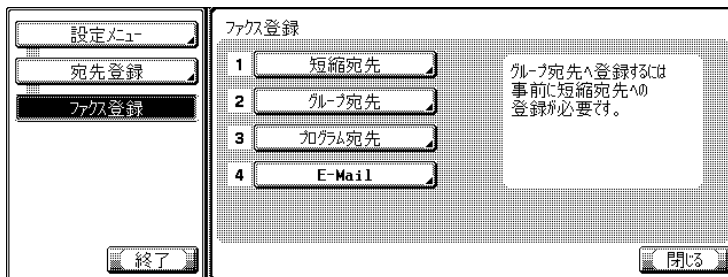 設定ﾒﾆｭｰ
宛先登録
ﾌｧｸｽ登録
終了
ﾌｧｸｽ登録
1 短縮宛先
2 ｸﾞﾙｰﾌﾟ宛先
3 ﾌﾟﾛｸﾞﾗﾑ宛先
4 E-Mail
ｸﾞﾙｰﾌﾟ宛先へ登録するには
事前に短縮宛先への
登録が必要です。
閉じる